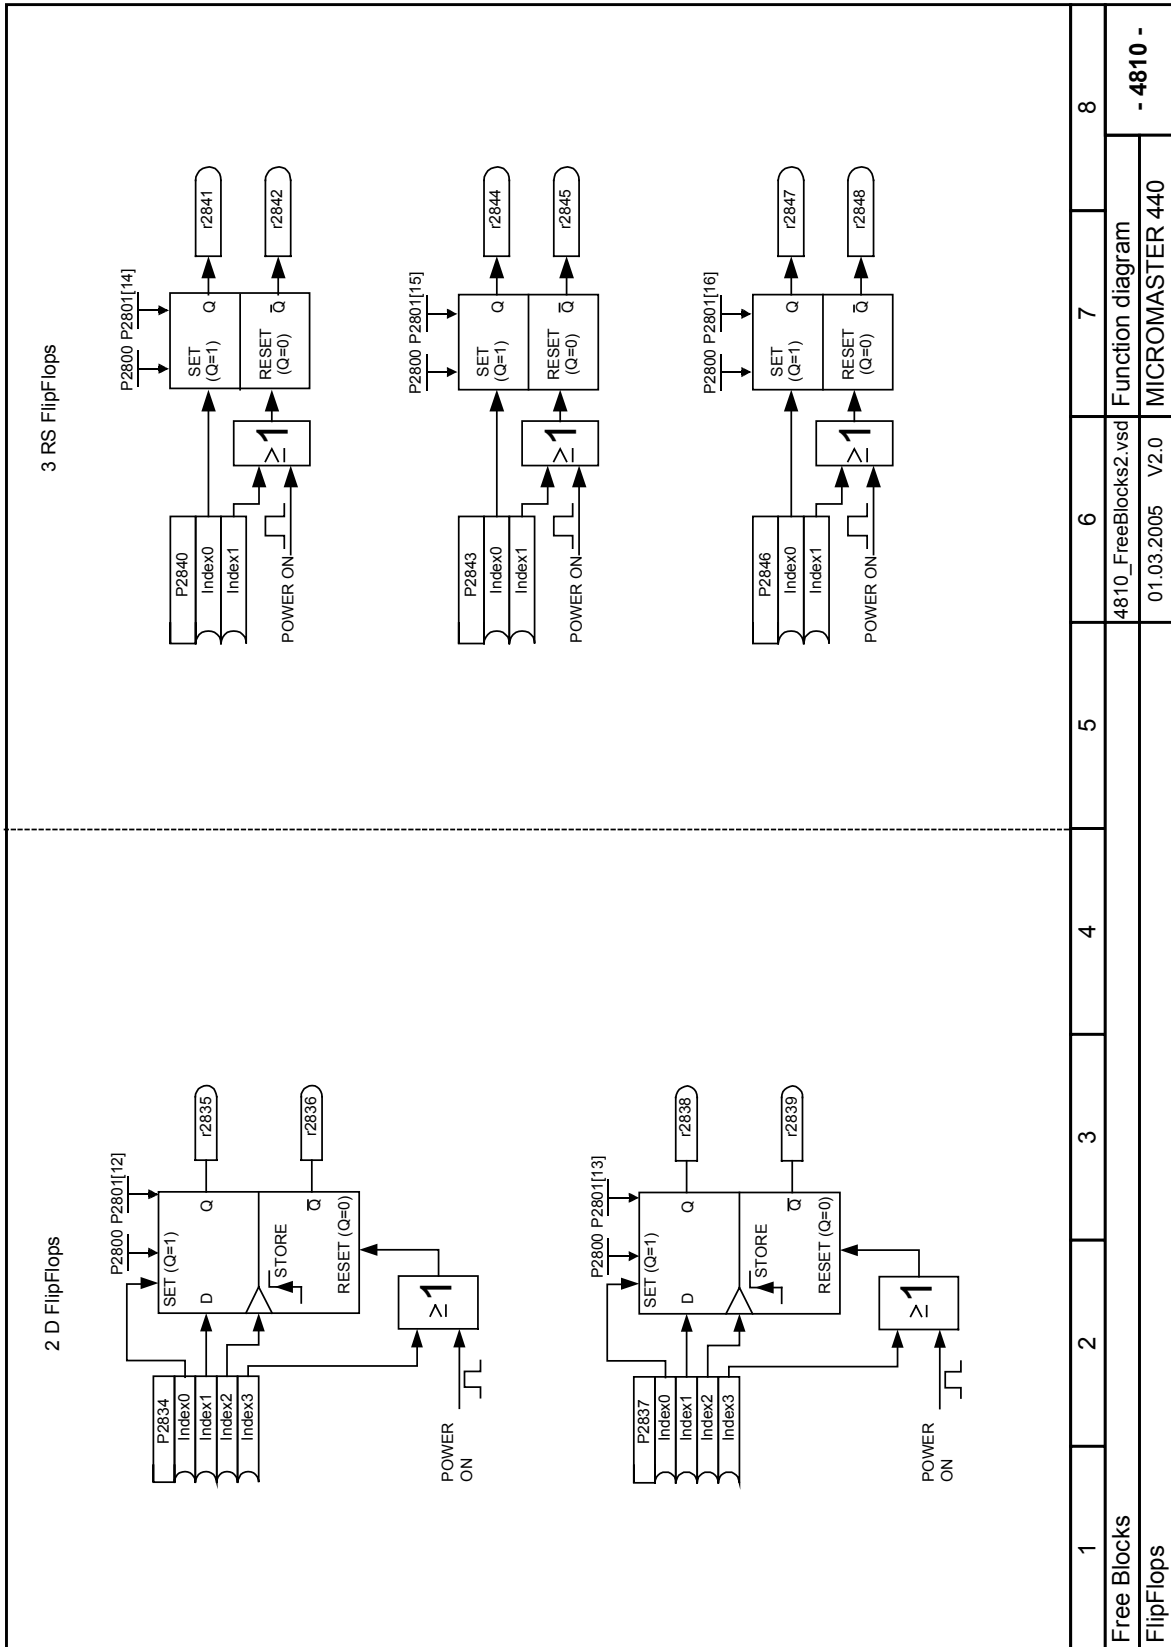 2 D FlipFlops
P2800 P2801[12]
P2834
Index0
Index1
Index2
Index3
SET (Q=1)
D
Q
STORE
Q̅
RESET (Q=0)
≥1
POWER
ON
r2835
r2836
P2800 P2801[13]
P2837
Index0
Index1
Index2
Index3
SET (Q=1)
D
Q
STORE
Q̅
RESET (Q=0)
≥1
POWER
ON
r2838
r2839
3 RS FlipFlops
P2800 P2801[14]
P2840
Index0
Index1
SET
(Q=1)
Q
RESET
(Q=0)
Q̅
≥1
POWER ON
r2841
r2842
P2800 P2801[15]
P2843
Index0
Index1
SET
(Q=1)
Q
RESET
(Q=0)
Q̅
≥1
POWER ON
r2844
r2845
P2800 P2801[16]
P2846
Index0
Index1
SET
(Q=1)
Q
RESET
(Q=0)
Q̅
≥1
POWER ON
r2847
r2848
1 2 3 4 5 6 7 8
Free Blocks 4810_FreeBlocks2.vsd Function diagram
FlipFlops 01.03.2005 V2.0 MICROMASTER 440
- 4810 -